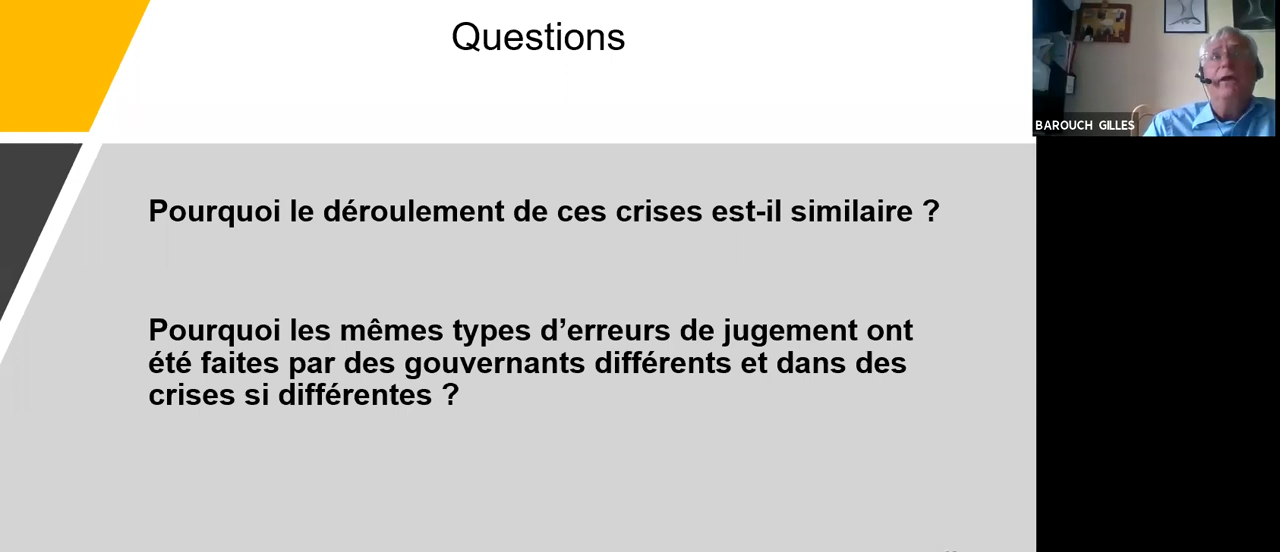 Questions
BAROUCH GILLES
Pourquoi le déroulement de ces crises est-il similaire ?
Pourquoi les mêmes types d’erreurs de jugement ont
été faites par des gouvernants différents et dans des
crises si différentes ?